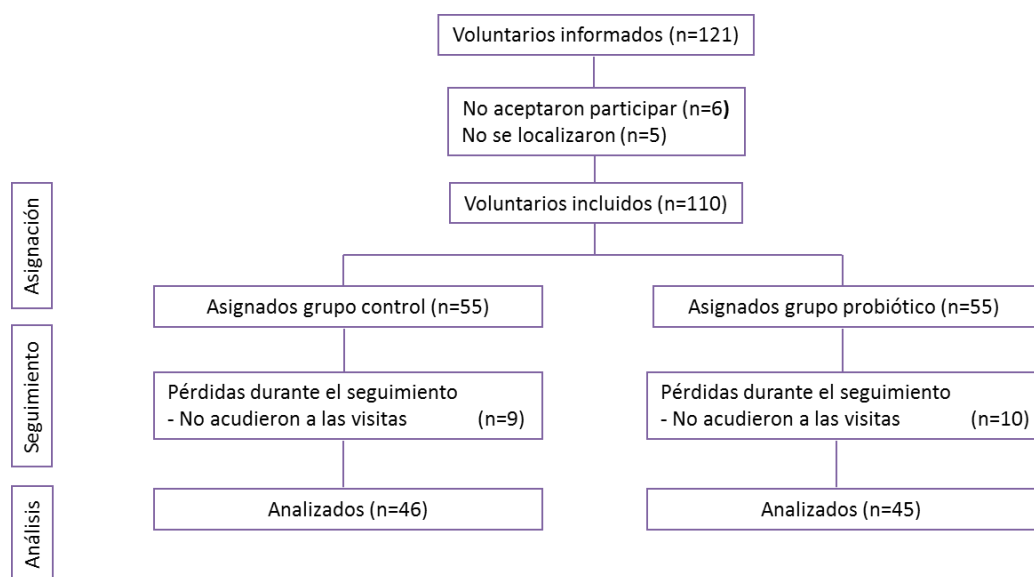 Voluntarios informados (n=121)
No aceptaron participar (n=6)
No se localizaron (n=5)
Voluntarios incluidos (n=110)
Asignación
Asignados grupo control (n=55)
Asignados grupo probiótico (n=55)
Seguimiento
Pérdidas durante el seguimiento
- No acudieron a las visitas (n=9)
Pérdidas durante el seguimiento
- No acudieron a las visitas (n=10)
Análisis
Analizados (n=46)
Analizados (n=45)